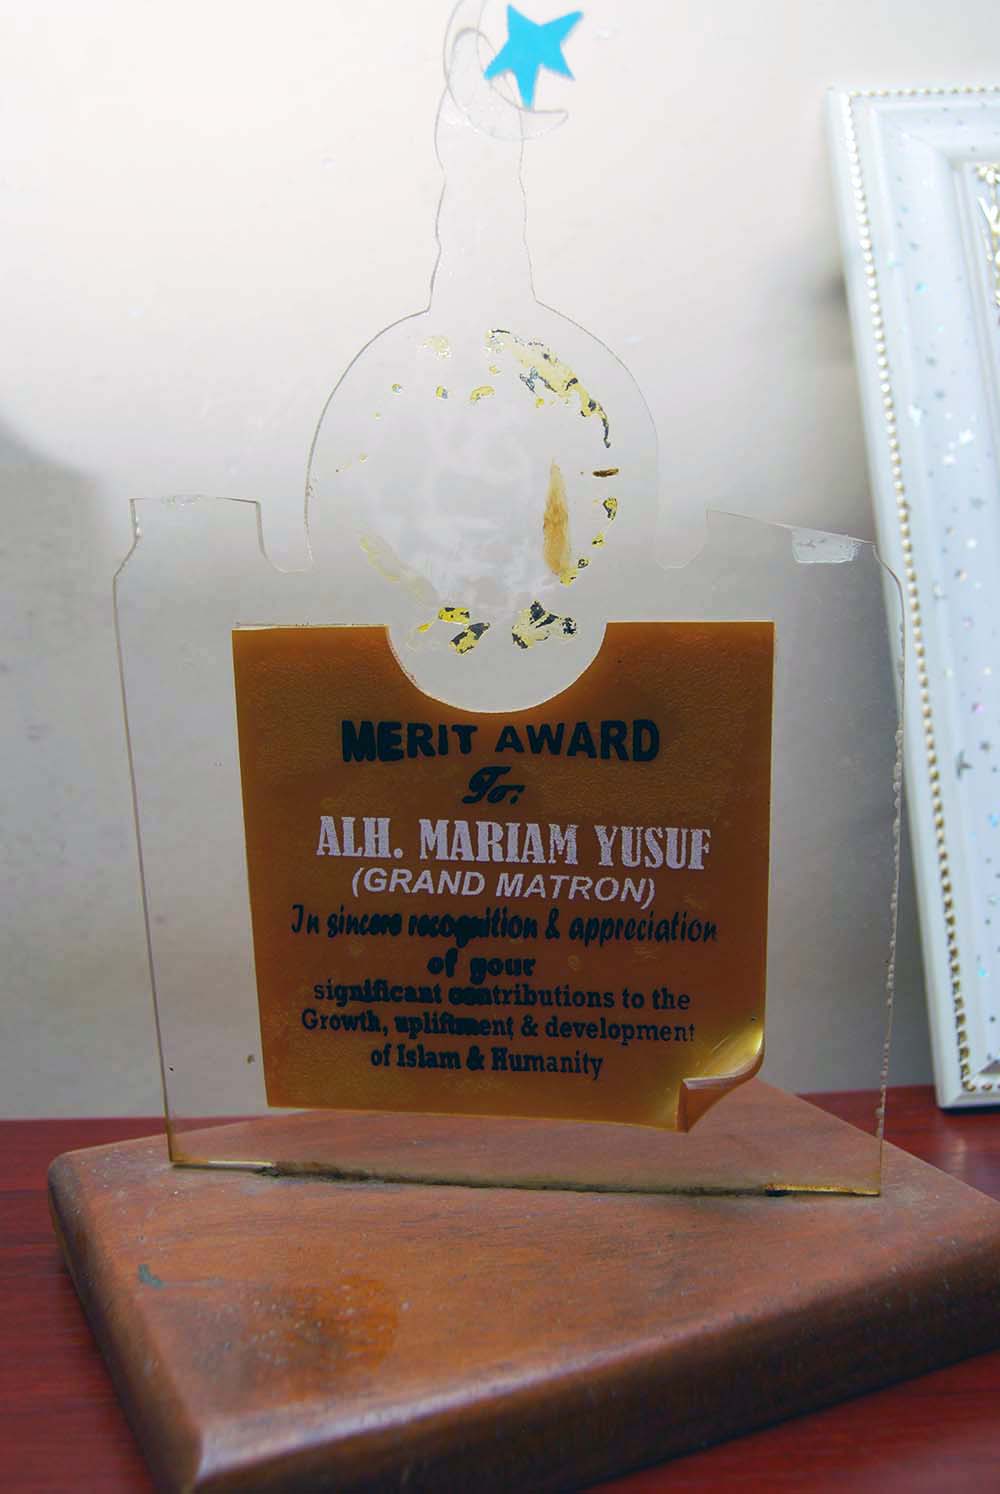 MERIT AWARD
To:
ALH. MARIAM YUSUF
(GRAND MATRON)
In sincere recognition & appreciation
of your
significant contributions to the
Growth, upliftment & development
of Islam & Humanity